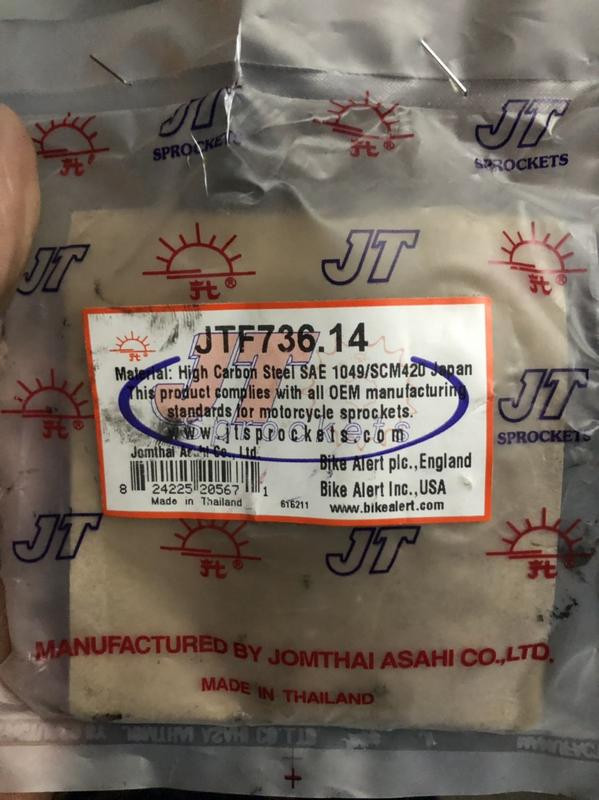 JT
SPROCKETS
JT
SPROCKETS
JT
JT
JTF736.14
Material: High Carbon Steel SAE 1049/SCM420 Japan
This product complies with all OEM manufacturing
standards for motorcycle sprockets.
www.jtsprockets.com
Jomthai Asahi Co., Ltd.
Bike Alert plc.,England
8 24225 20567 1
Bike Alert Inc.,USA
Made in Thailand
616211
www.bikealert.com
JT
SPROCKETS
JT
JT
MANUFACTURED BY JOMTHAI ASAHI CO.,LTD.
MADE IN THAILAND